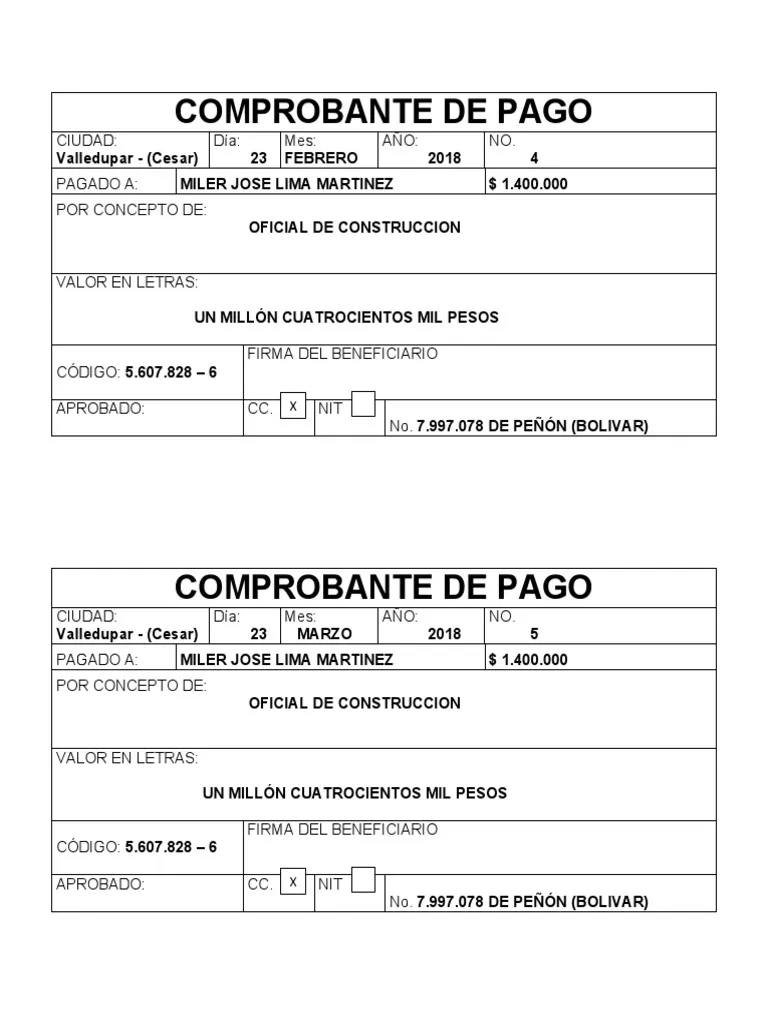 COMPROBANTE DE PAGO
CIUDAD: Día: Mes: AÑO: NO.
Valledupar - (Cesar) 23 FEBRERO 2018 4
PAGADO A: MILER JOSE LIMA MARTINEZ $ 1.400.000
POR CONCEPTO DE:
OFICIAL DE CONSTRUCCION
VALOR EN LETRAS:
UN MILLÓN CUATROCIENTOS MIL PESOS
FIRMA DEL BENEFICIARIO
CÓDIGO: 5.607.828 – 6
APROBADO: CC. x NIT
No. 7.997.078 DE PEÑÓN (BOLIVAR)
COMPROBANTE DE PAGO
CIUDAD: Día: Mes: AÑO: NO.
Valledupar - (Cesar) 23 MARZO 2018 5
PAGADO A: MILER JOSE LIMA MARTINEZ $ 1.400.000
POR CONCEPTO DE:
OFICIAL DE CONSTRUCCION
VALOR EN LETRAS:
UN MILLÓN CUATROCIENTOS MIL PESOS
FIRMA DEL BENEFICIARIO
CÓDIGO: 5.607.828 – 6
APROBADO: CC. x NIT
No. 7.997.078 DE PEÑÓN (BOLIVAR)